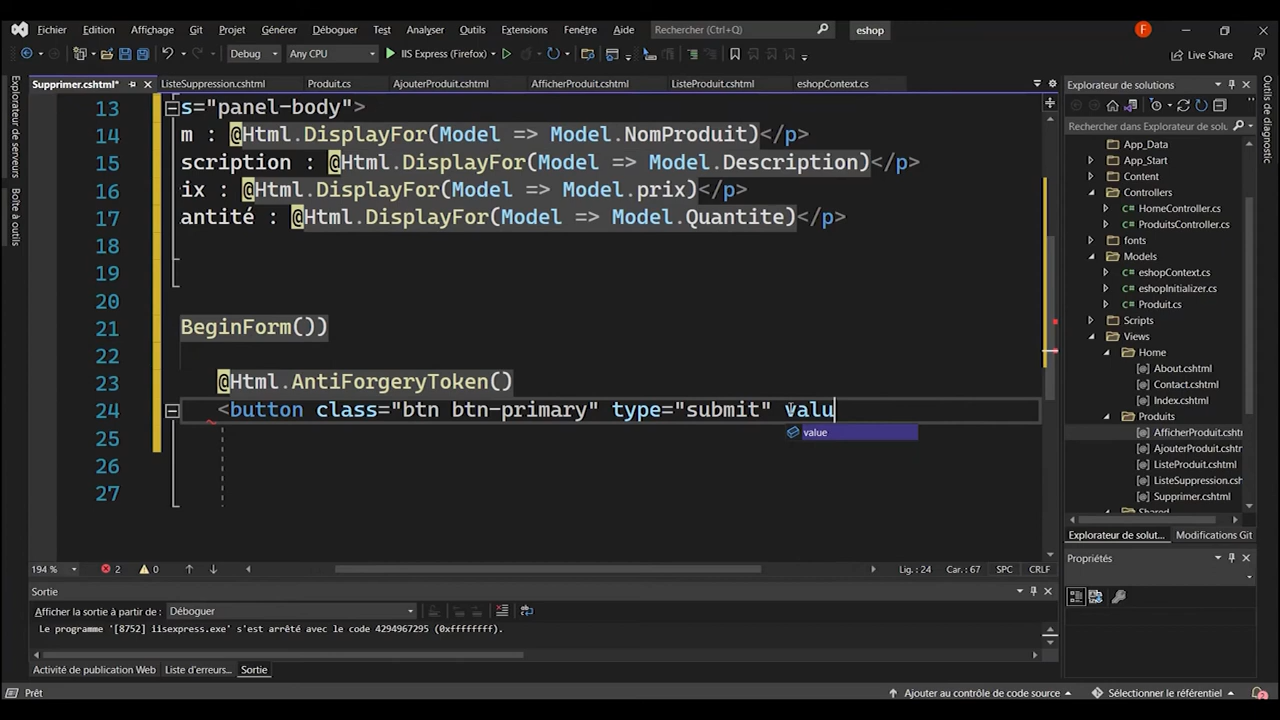 Fichier Edition Affichage Git Projet Générer Déboguer Test Analyser Outils Extensions Fenêtre Aide Rechercher (Ctrl+Q) eshop F
Debug Any CPU IIS Express (Firefox) Live Share
Supprimer.cshtml* ListeSuppression.cshtml Produit.cs AjouterProduit.cshtml AfficherProduit.cshtml ListeProduit.cshtml eshopContext.cs
Explorateur de serveurs
Boîte à outils
13 s="panel-body">
14 m : @Html.DisplayFor(Model => Model.NomProduit)</p>
15 scription : @Html.DisplayFor(Model => Model.Description)</p>
16 ix : @Html.DisplayFor(Model => Model.prix)</p>
17 antité : @Html.DisplayFor(Model => Model.Quantite)</p>
18
19
20
21 BeginForm())
22
23 @Html.AntiForgeryToken()
24 <button class="btn btn-primary" type="submit" valu
value
25
26
27
194 % 2 0 Lig. : 24 Car. : 67 SPC CRLF
Sortie
Afficher la sortie à partir de : Déboguer
Le programme '[8752] iisexpress.exe' s'est arrêté avec le code 4294967295 (0xffffffff).
Activité de publication Web Liste d'erreurs... Sortie
Prêt Ajouter au contrôle de code source Sélectionner le référentiel 2
Explorateur de solutions
Rechercher dans Explorateur de solu
App_Data
App_Start
Content
Controllers
C# HomeController.cs
C# ProduitsController.cs
fonts
Models
C# eshopContext.cs
C# eshopInitializer.cs
C# Produit.cs
Scripts
Views
Home
About.cshtml
Contact.cshtml
Index.cshtml
Produits
AfficherProduit.cshtn
AjouterProduit.cshtm
ListeProduit.cshtml
ListeSuppression.csht
Supprimer.cshtml
Shared
Explorateur de solut... Modifications Git
Propriétés
Outils de diagnostic